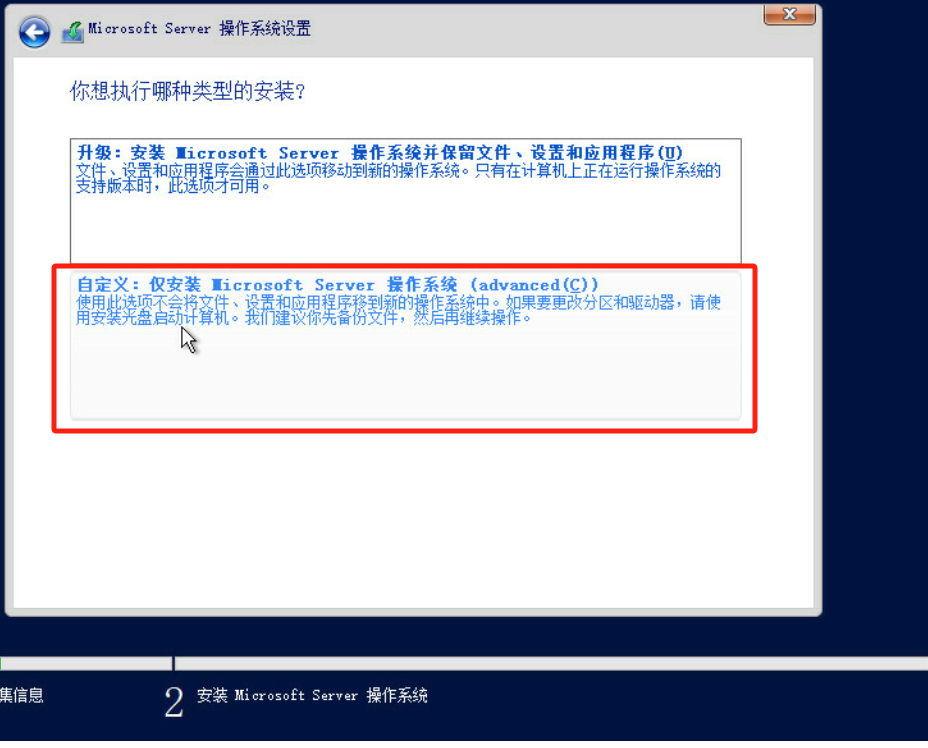 Microsoft Server 操作系统设置
你想执行哪种类型的安装?
升级: 安装 Microsoft Server 操作系统并保留文件、设置和应用程序(U)
文件、设置和应用程序会通过此选项移动到新的操作系统。只有在计算机上正在运行操作系统的
支持版本时，此选项才可用。
自定义: 仅安装 Microsoft Server 操作系统 (advanced(C))
使用此选项不会将文件、设置和应用程序移到新的操作系统中。如果要更改分区和驱动器，请使
用安装光盘启动计算机。我们建议你先备份文件，然后再继续操作。
集信息
2 安装 Microsoft Server 操作系统